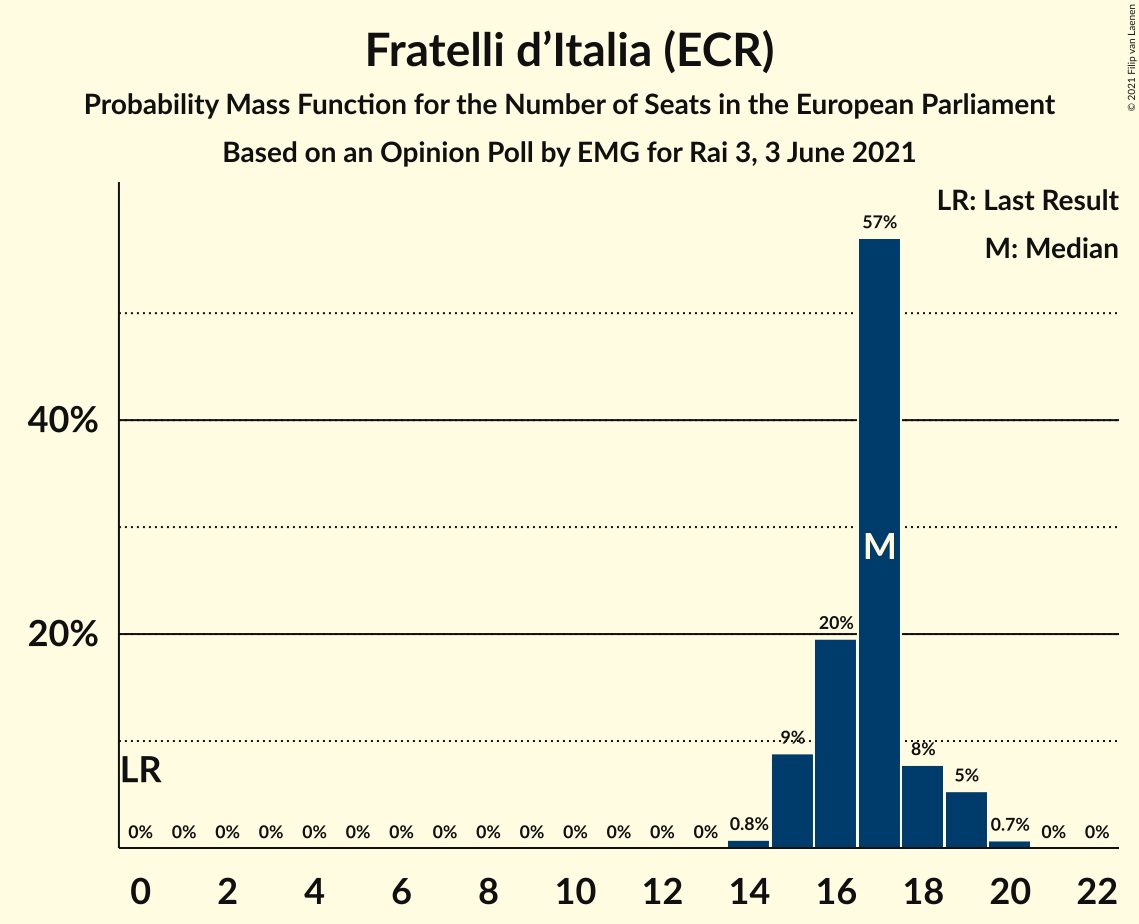 Fratelli d’Italia (ECR)
Probability Mass Function for the Number of Seats in the European Parliament
Based on an Opinion Poll by EMG for Rai 3, 3 June 2021
© 2021 Filip van Laenen
LR: Last Result
M: Median
57%
40%
M
20%
20%
9%
8%
5%
LR
0% 0% 0% 0% 0% 0% 0% 0% 0% 0% 0% 0% 0% 0% 0.8% 0.7% 0% 0%
0 2 4 6 8 10 12 14 16 18 20 22